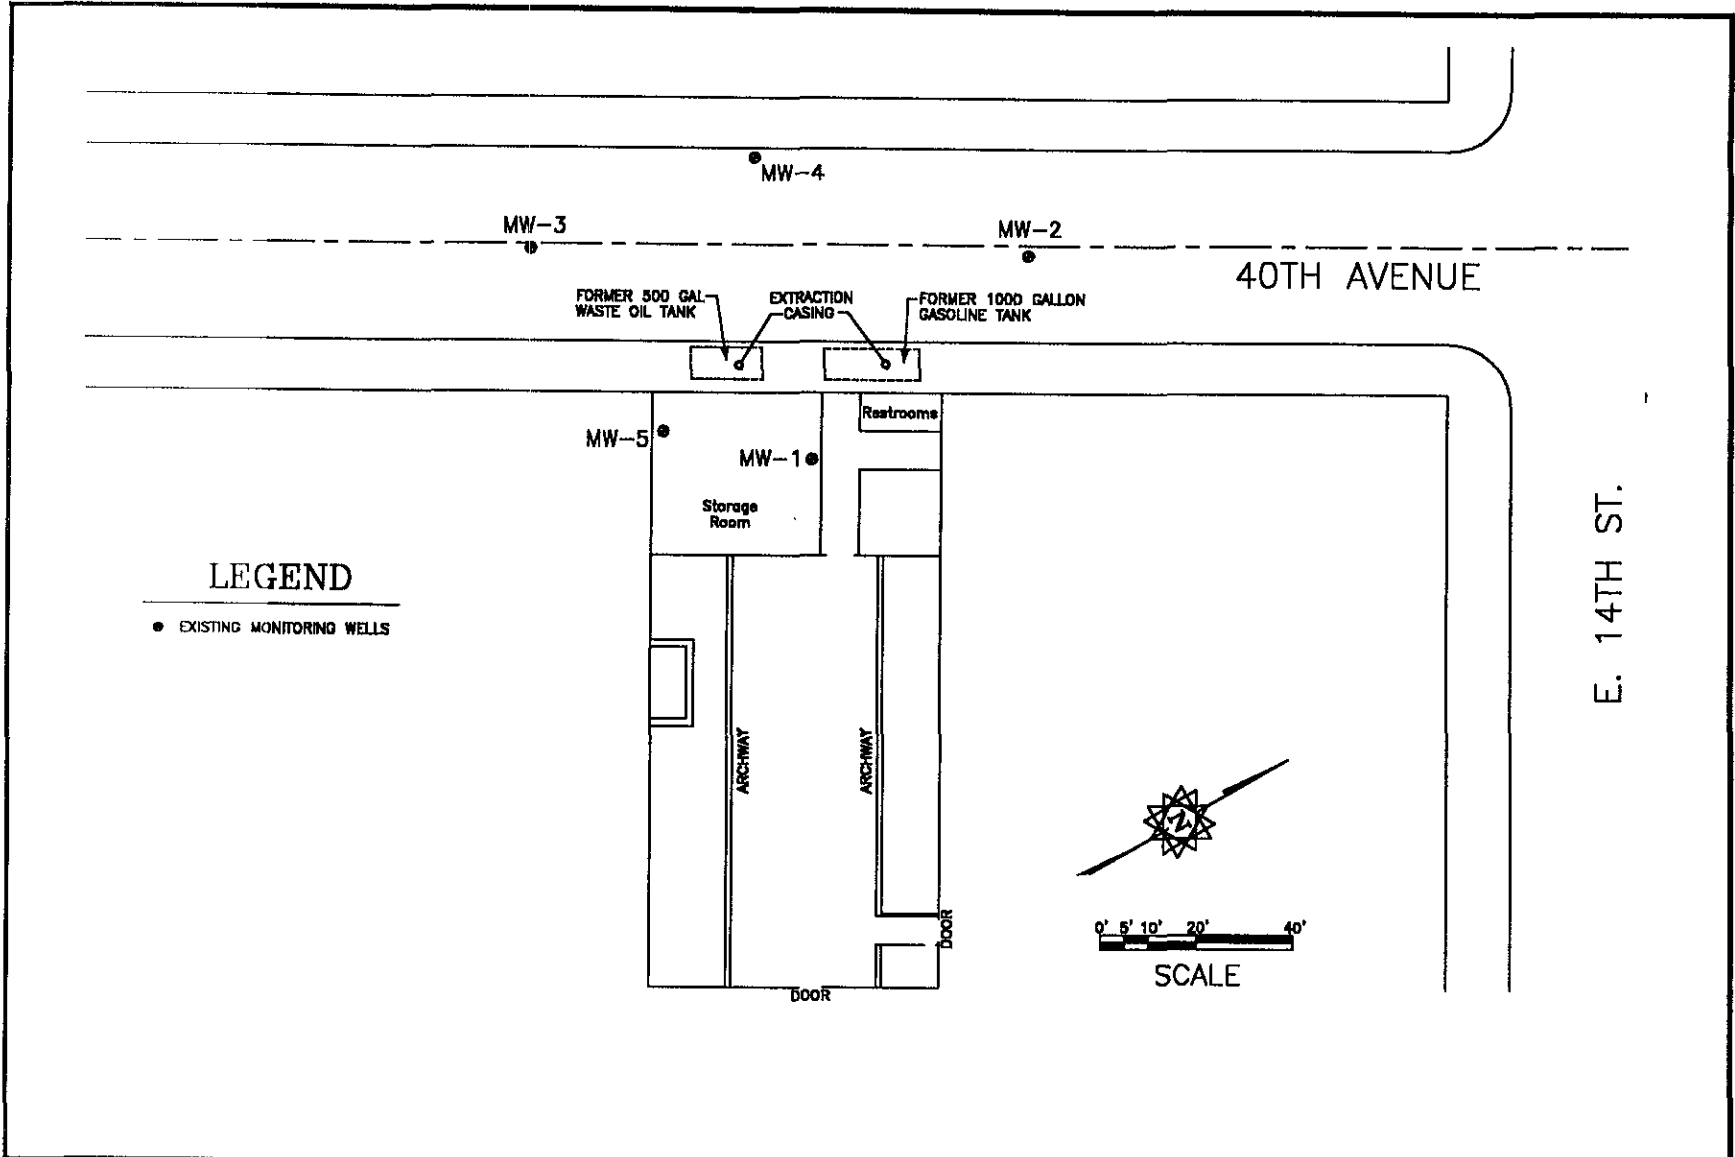 MW-4
MW-3
MW-2
40TH AVENUE
FORMER 500 GAL
WASTE OIL TANK
EXTRACTION
CASING
FORMER 1000 GALLON
GASOLINE TANK
Restrooms
MW-5
MW-1
Storage
Room
E. 14TH ST.
LEGEND
EXISTING MONITORING WELLS
ARCHWAY
ARCHWAY
N
DOOR
0' 5' 10' 20' 40'
SCALE
DOOR